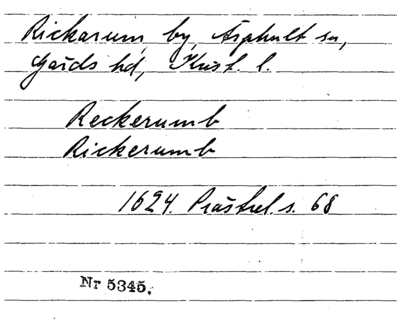 Rickarum, by, Äsphult sn,
Gärds hd, Krist. l.
Reckerumb
Rickerumb
1624. Prästrel. s. 68
Nr 5345.